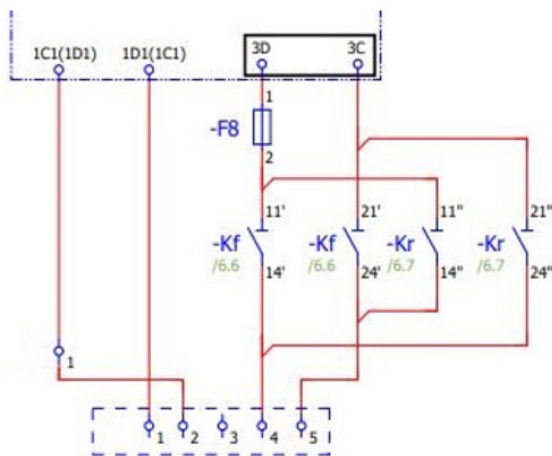 1C1(1D1) 1D1(1C1) 3D 3C
1
-F8
2
11' 21' 11" 21"
-Kf -Kf -Kr -Kr
/6.6 /6.6 /6.7 /6.7
14' 24' 14" 24"
1
1 2 3 4 5